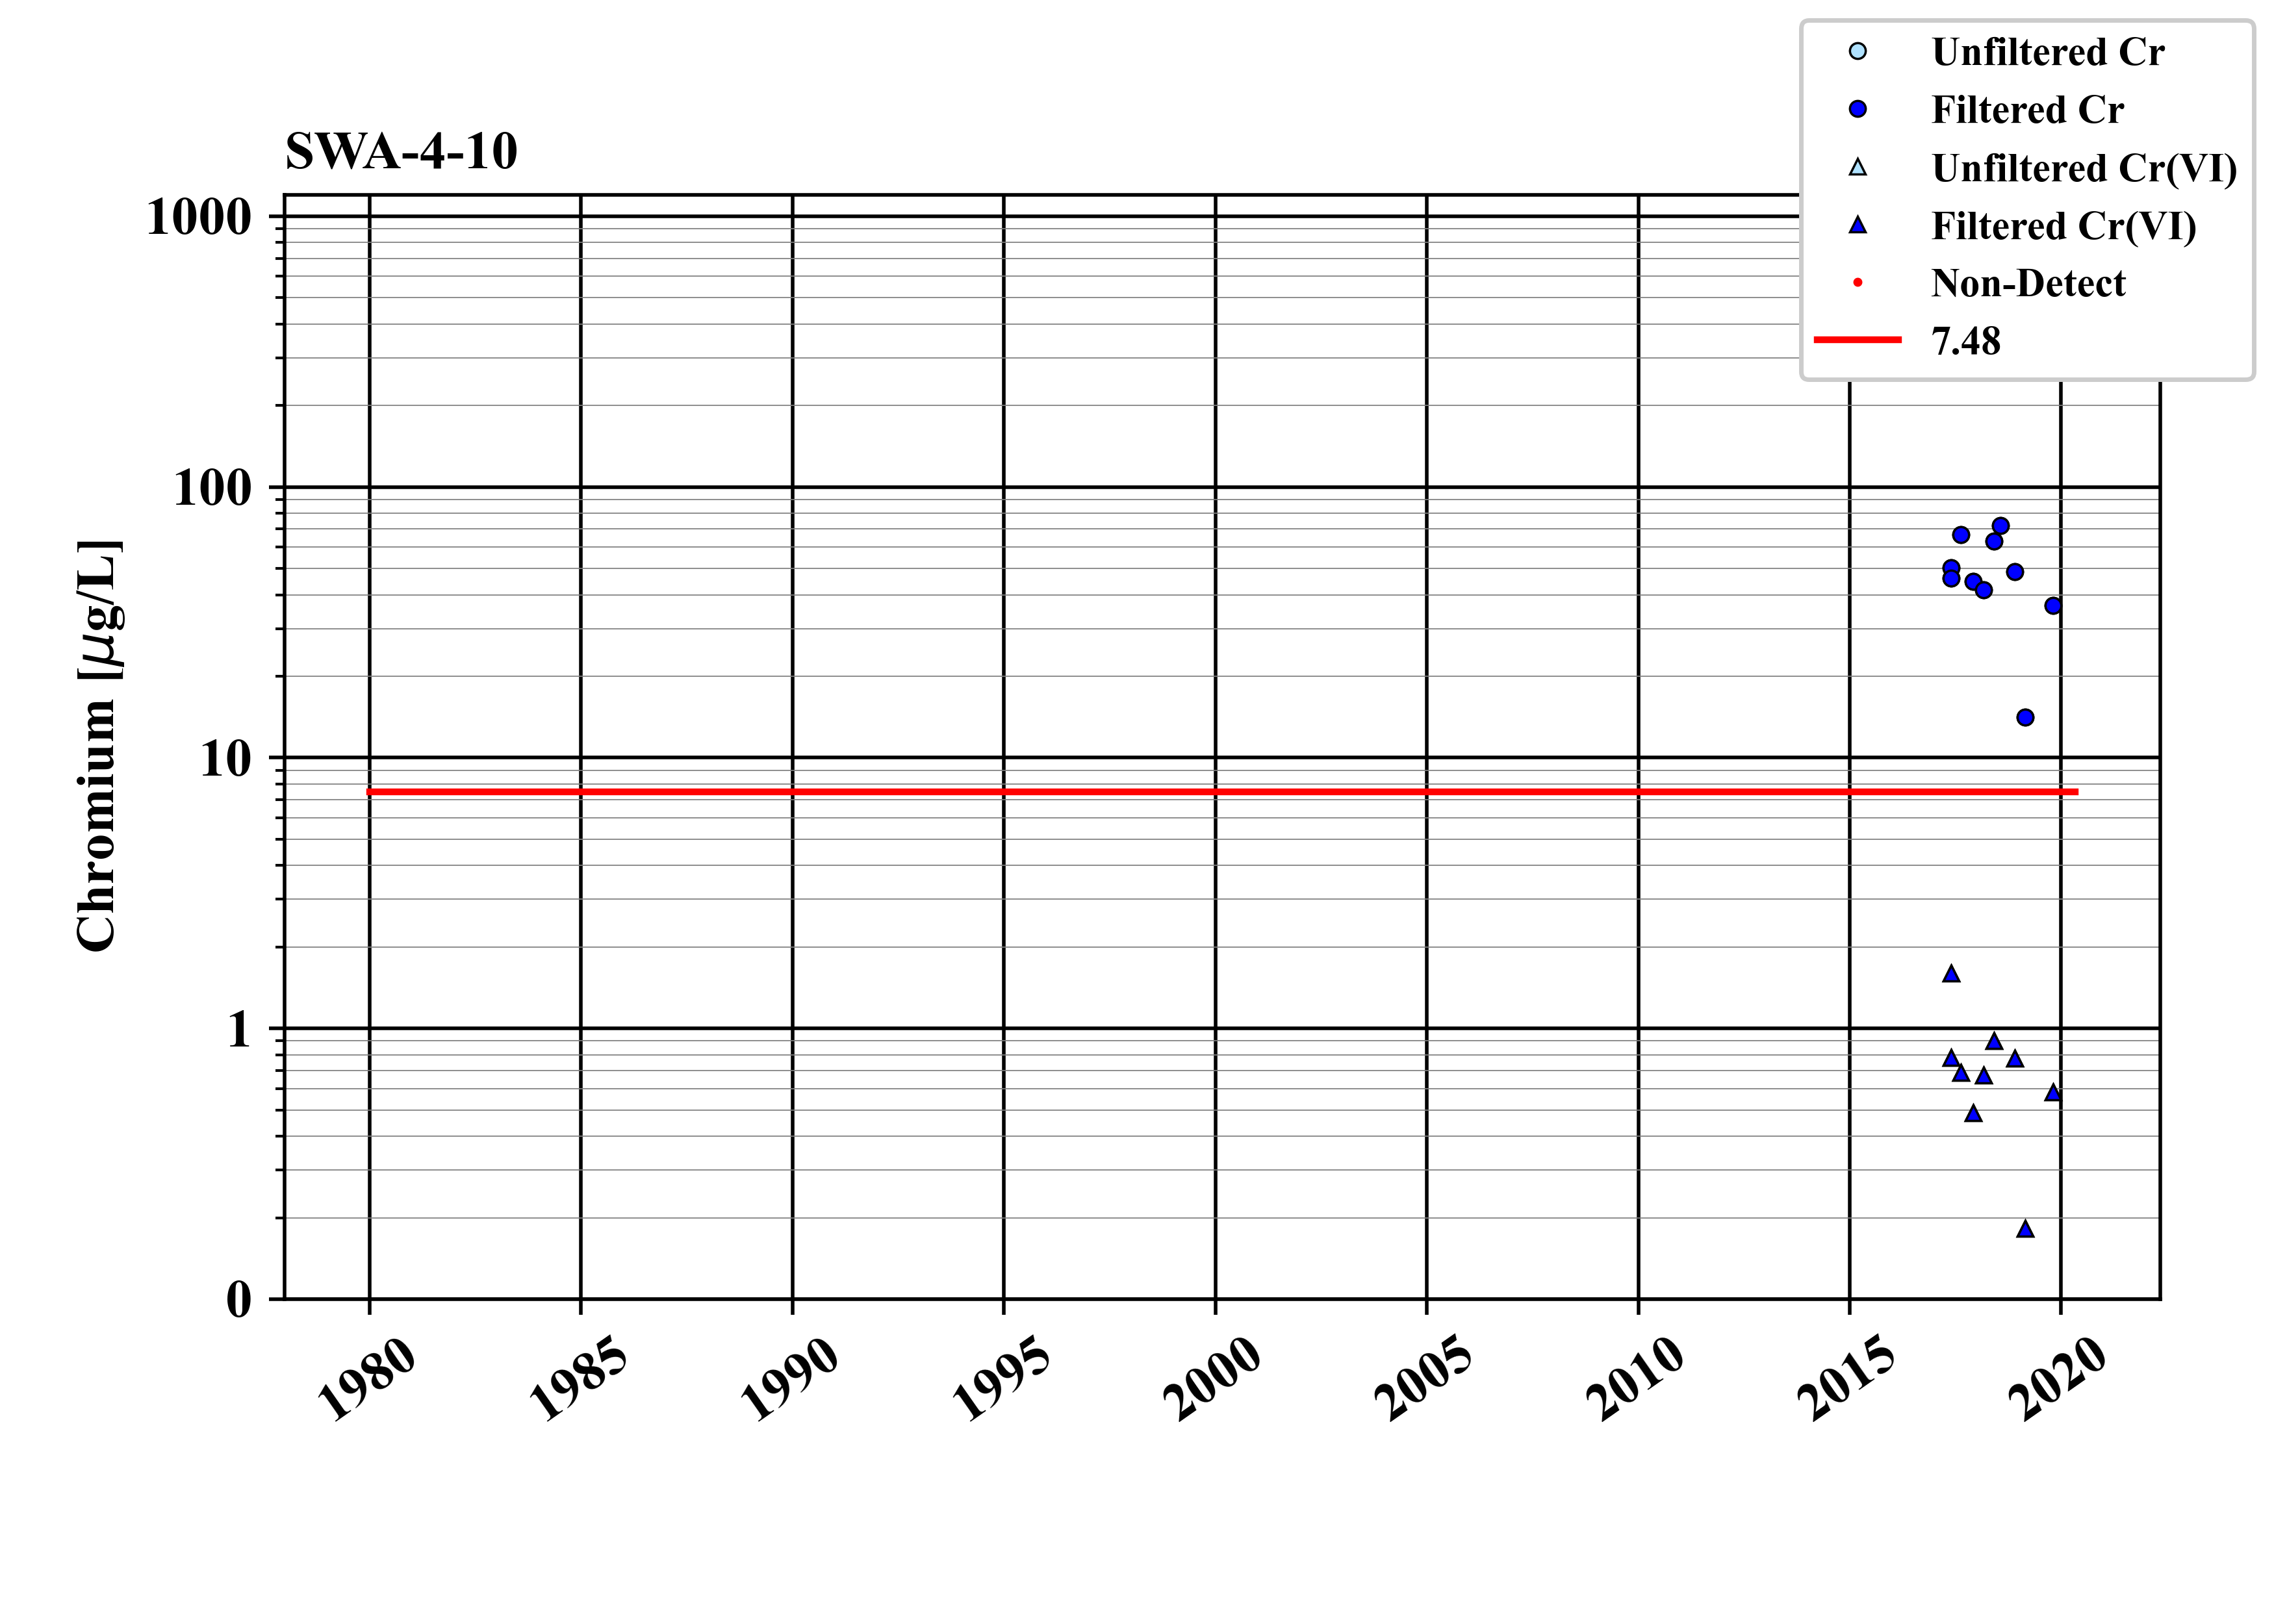 Unfiltered Cr
Filtered Cr
Unfiltered Cr(VI)
Filtered Cr(VI)
Non-Detect
7.48
SWA-4-10
1000
100
10
1
0
Chromium [μg/L]
1980
1985
1990
1995
2000
2005
2010
2015
2020